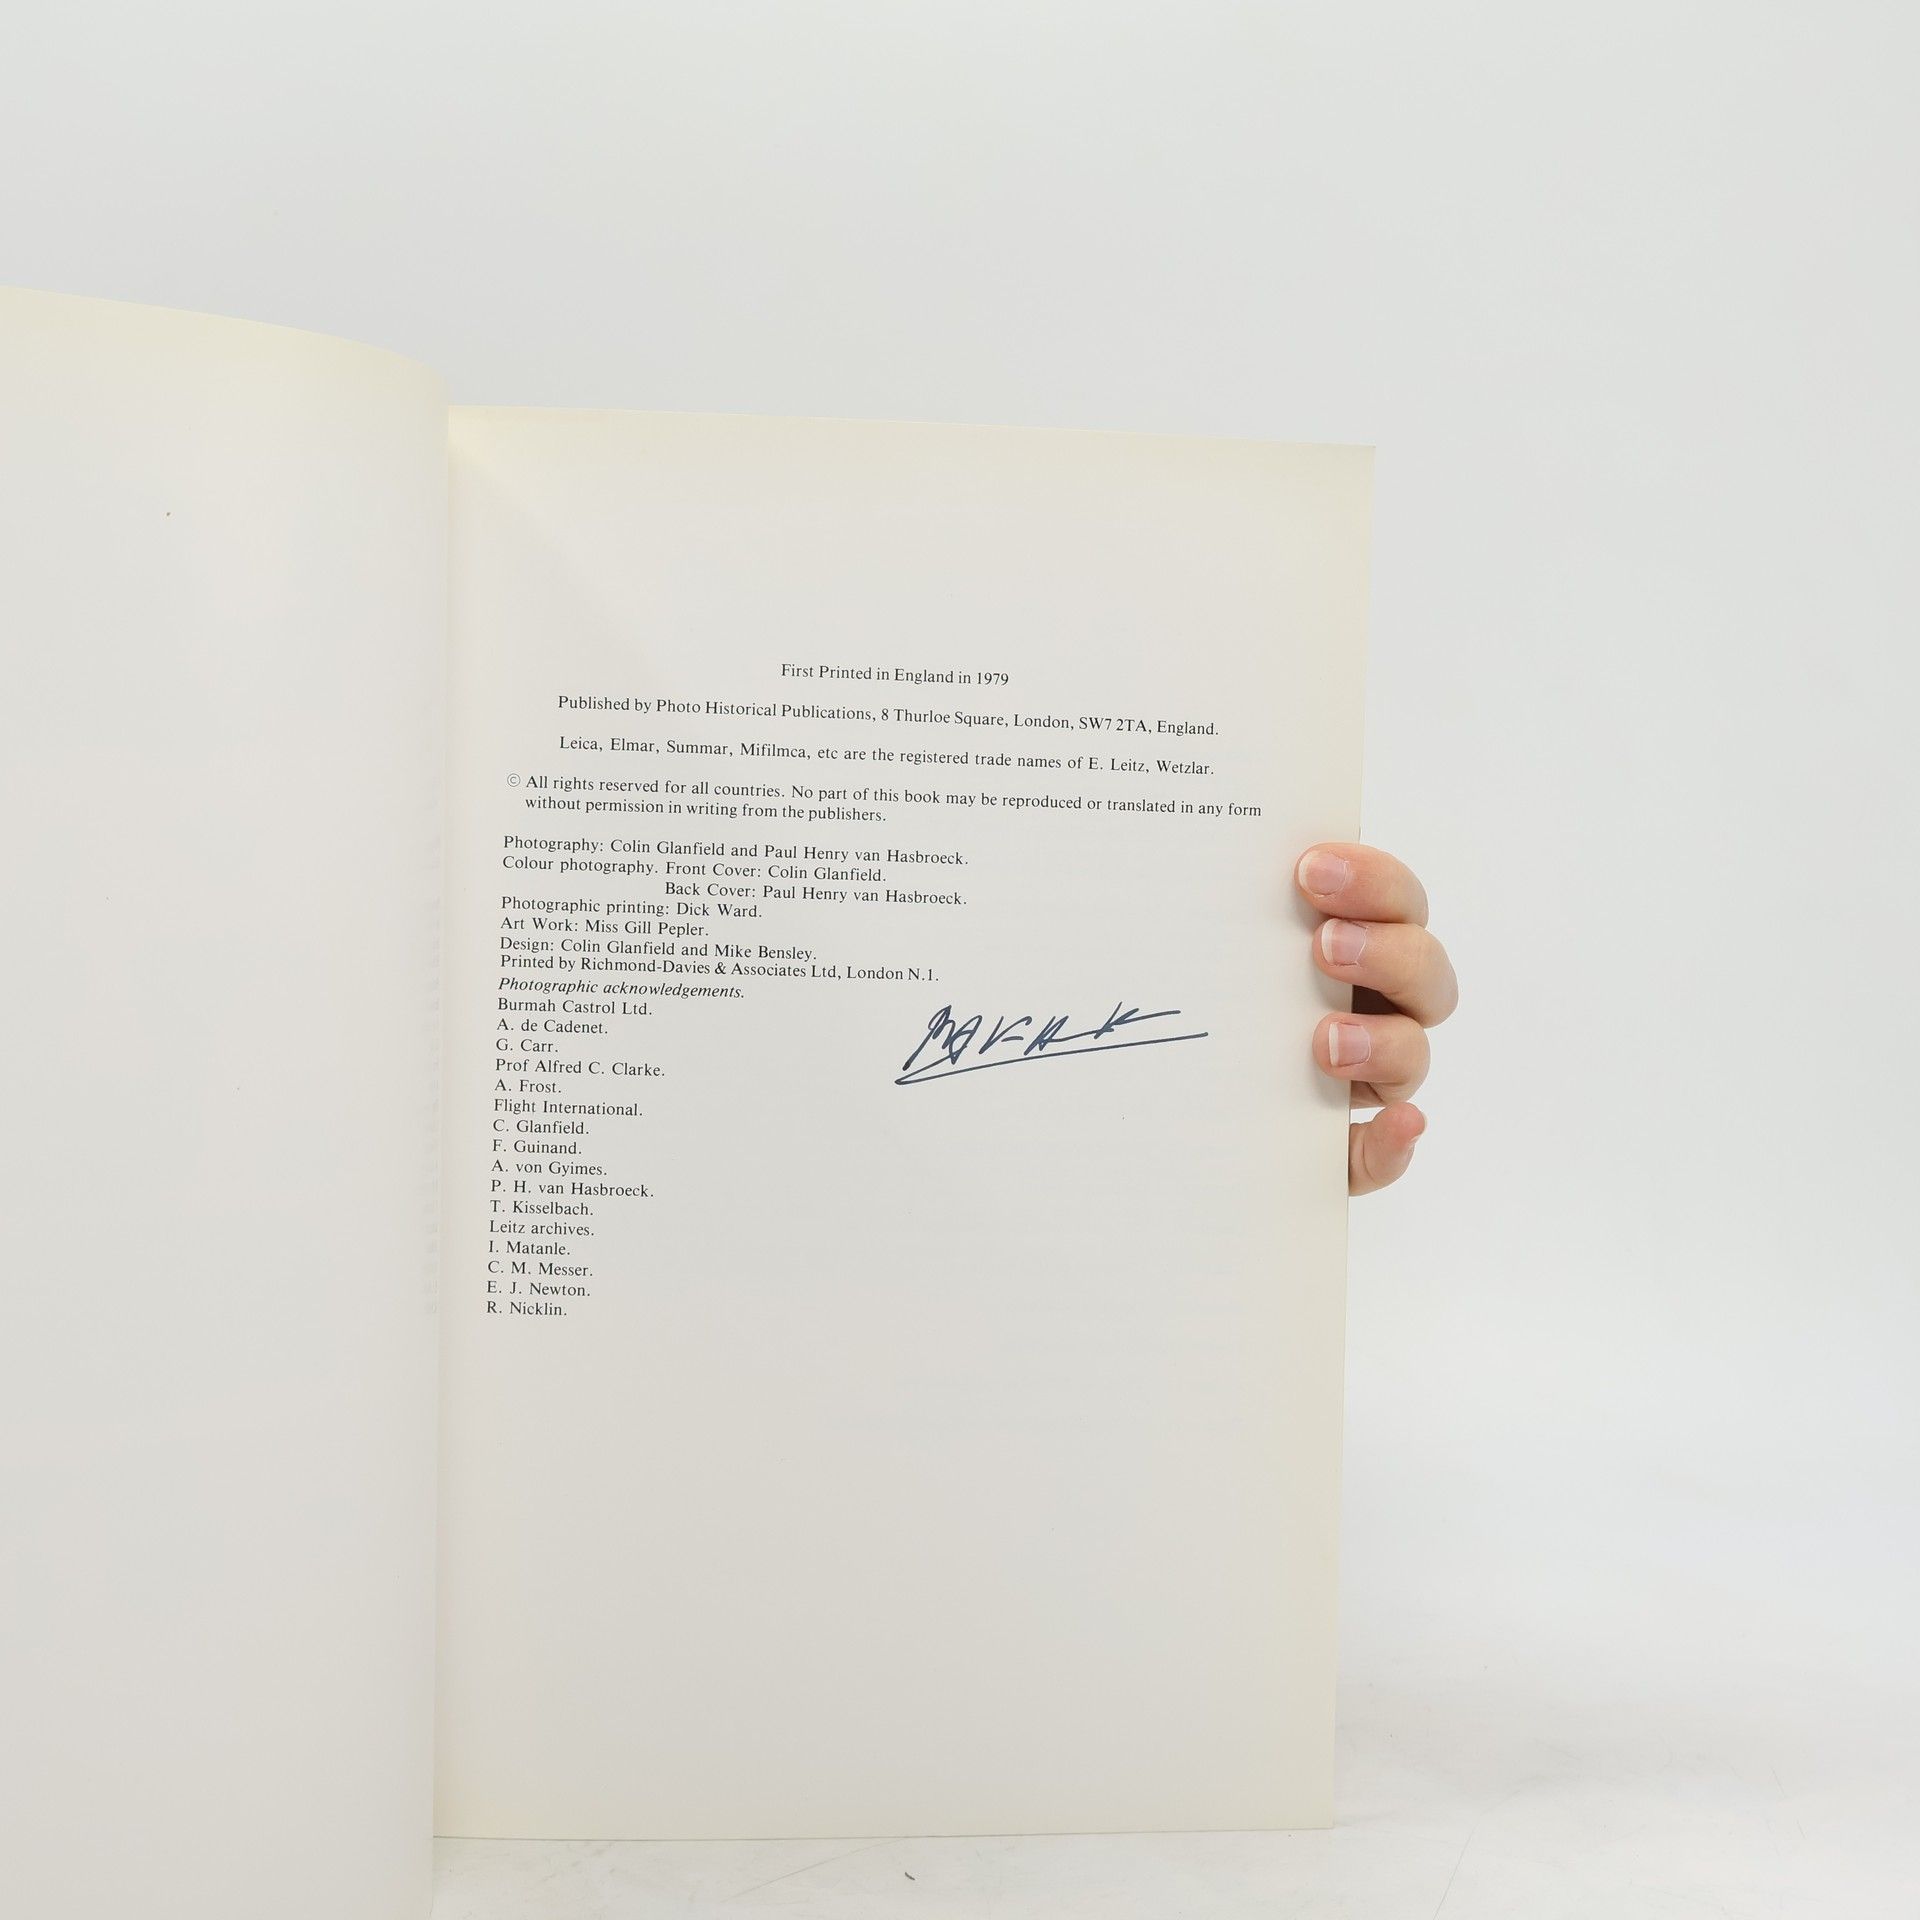 First Printed in England in 1979
Published by Photo Historical Publications, 8 Thurloe Square, London, SW7 2TA, England.
Leica, Elmar, Summar, Mifilmca, etc are the registered trade names of E. Leitz, Wetzlar.
© All rights reserved for all countries. No part of this book may be reproduced or translated in any form
without permission in writing from the publishers.
Photography: Colin Glanfield and Paul Henry van Hasbroeck.
Colour photography. Front Cover: Colin Glanfield.
Back Cover: Paul Henry van Hasbroeck.
Photographic printing: Dick Ward.
Art Work: Miss Gill Pepler.
Design: Colin Glanfield and Mike Bensley.
Printed by Richmond-Davies & Associates Ltd, London N.1.
Photographic acknowledgements.
Burmah Castrol Ltd.
A. de Cadenet.
G. Carr.
Prof Alfred C. Clarke.
A. Frost.
Flight International.
C. Glanfield.
F. Guinand.
A. von Gyimes.
P. H. van Hasbroeck.
T. Kisselbach.
Leitz archives.
I. Matanle.
C. M. Messer.
E. J. Newton.
R. Nicklin.